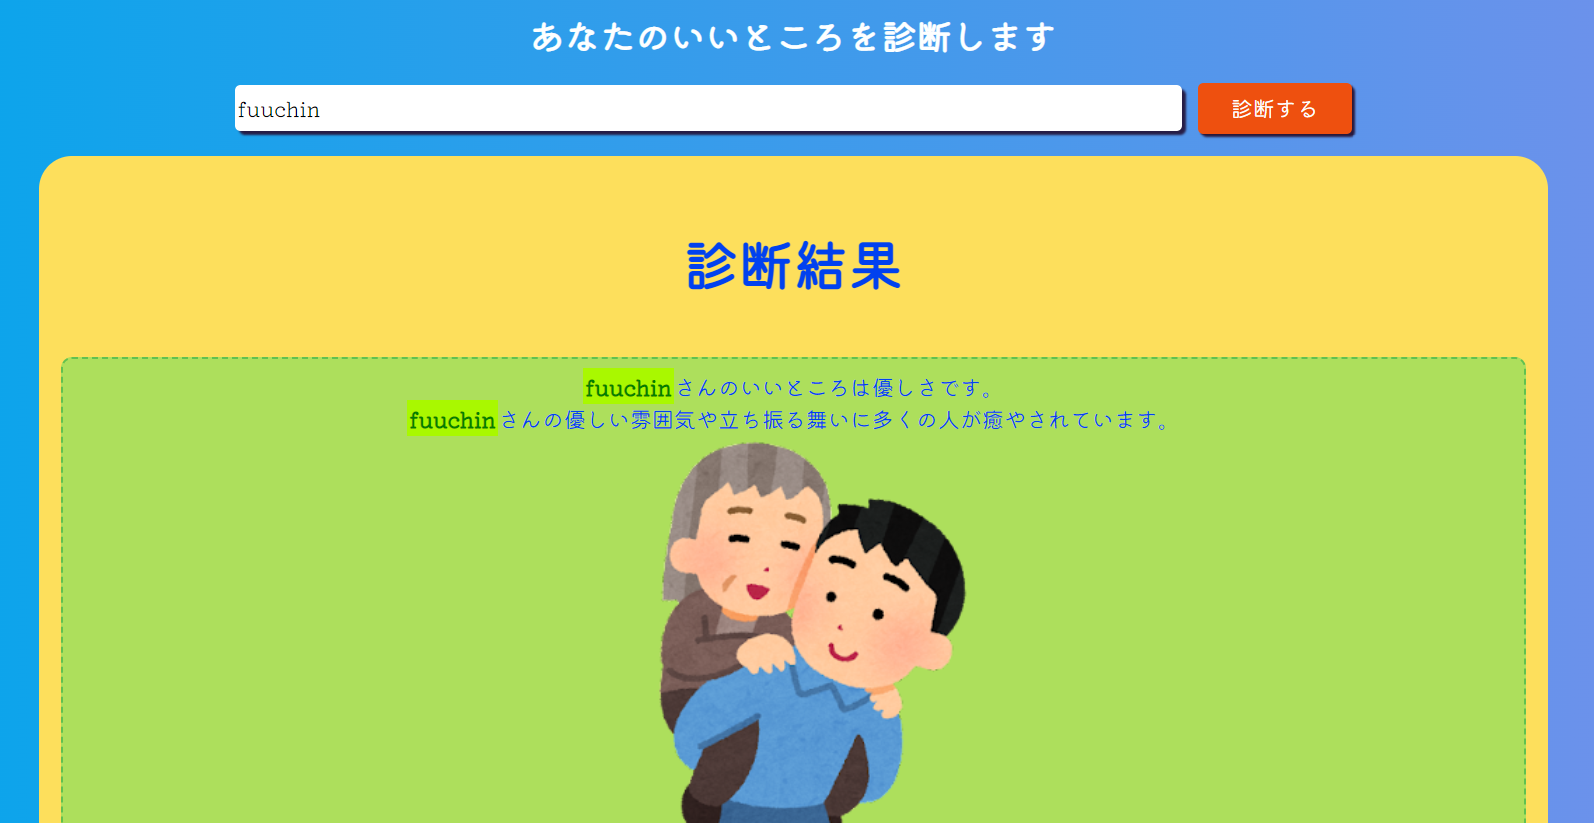 あなたのいいところを診断します
fuuchin
診断する
診断結果
fuuchinさんのいいところは優しさです。
fuuchinさんの優しい雰囲気や立ち振る舞いに多くの人が癒やされています。